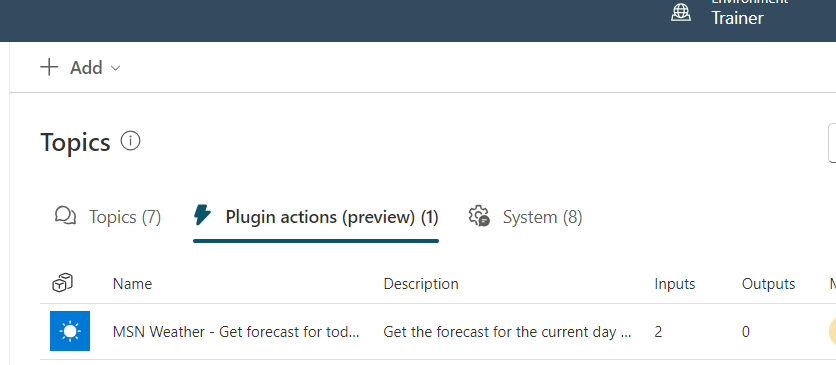 Trainer
Add
Topics
Topics (7) Plugin actions (preview) (1) System (8)
Name Description Inputs Outputs
MSN Weather - Get forecast for tod... Get the forecast for the current day ... 2 0